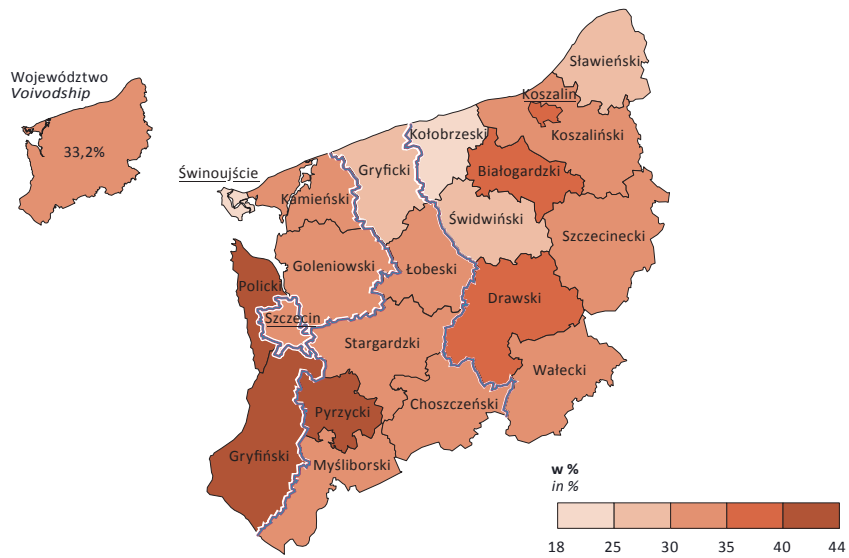 Województwo
Voivodship
33,2%
Sławieński
Koszalin
Koszaliński
Kołobrzeski
Białogardzki
Gryficki
Świnoujście
Kamieński
Świdwiński
Szczecinecki
Goleniowski
Łobeski
Policki
Drawski
Szczecin
Stargardzki
Wałecki
Choszczeński
Pyrzycki
Gryfiński
Myśliborski
w %
in %
18 25 30 35 40 44